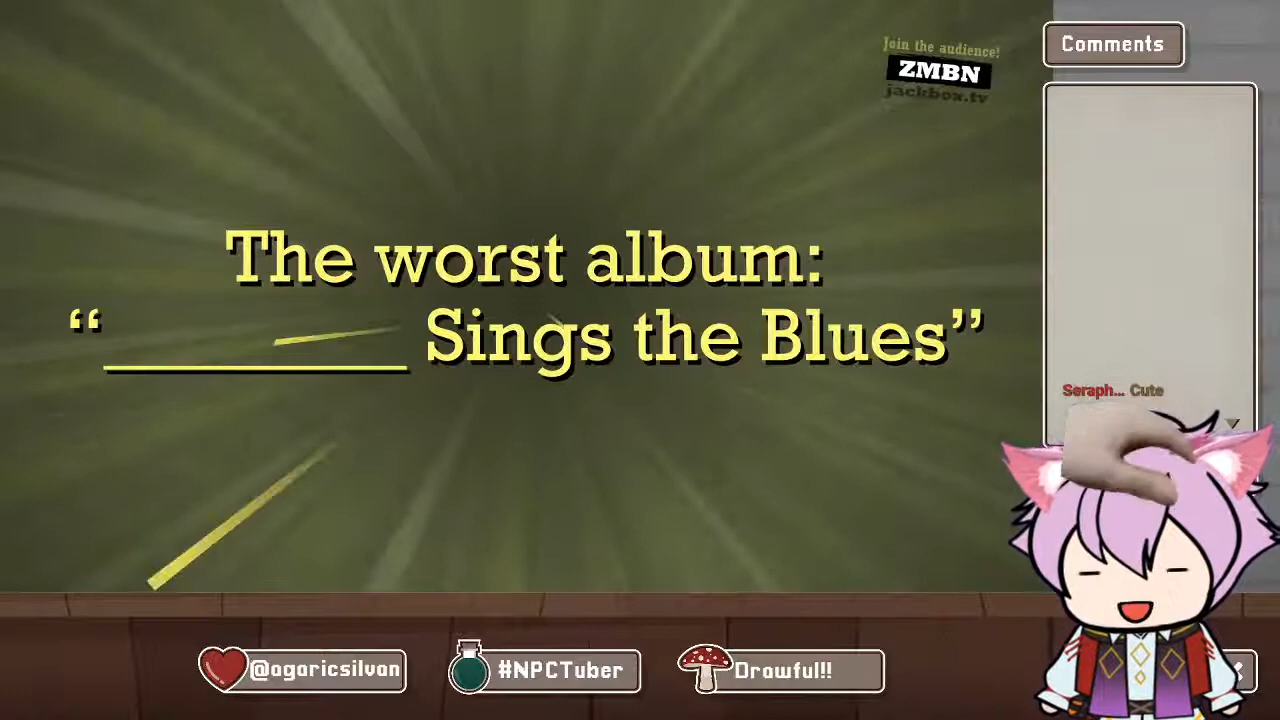 Join the audience!
ZMBN
jackbox.tv
Comments
The worst album:
“________ Sings the Blues”
Seraph... Cute
@agaricsilvan
#NPCTuber
Drawful!!